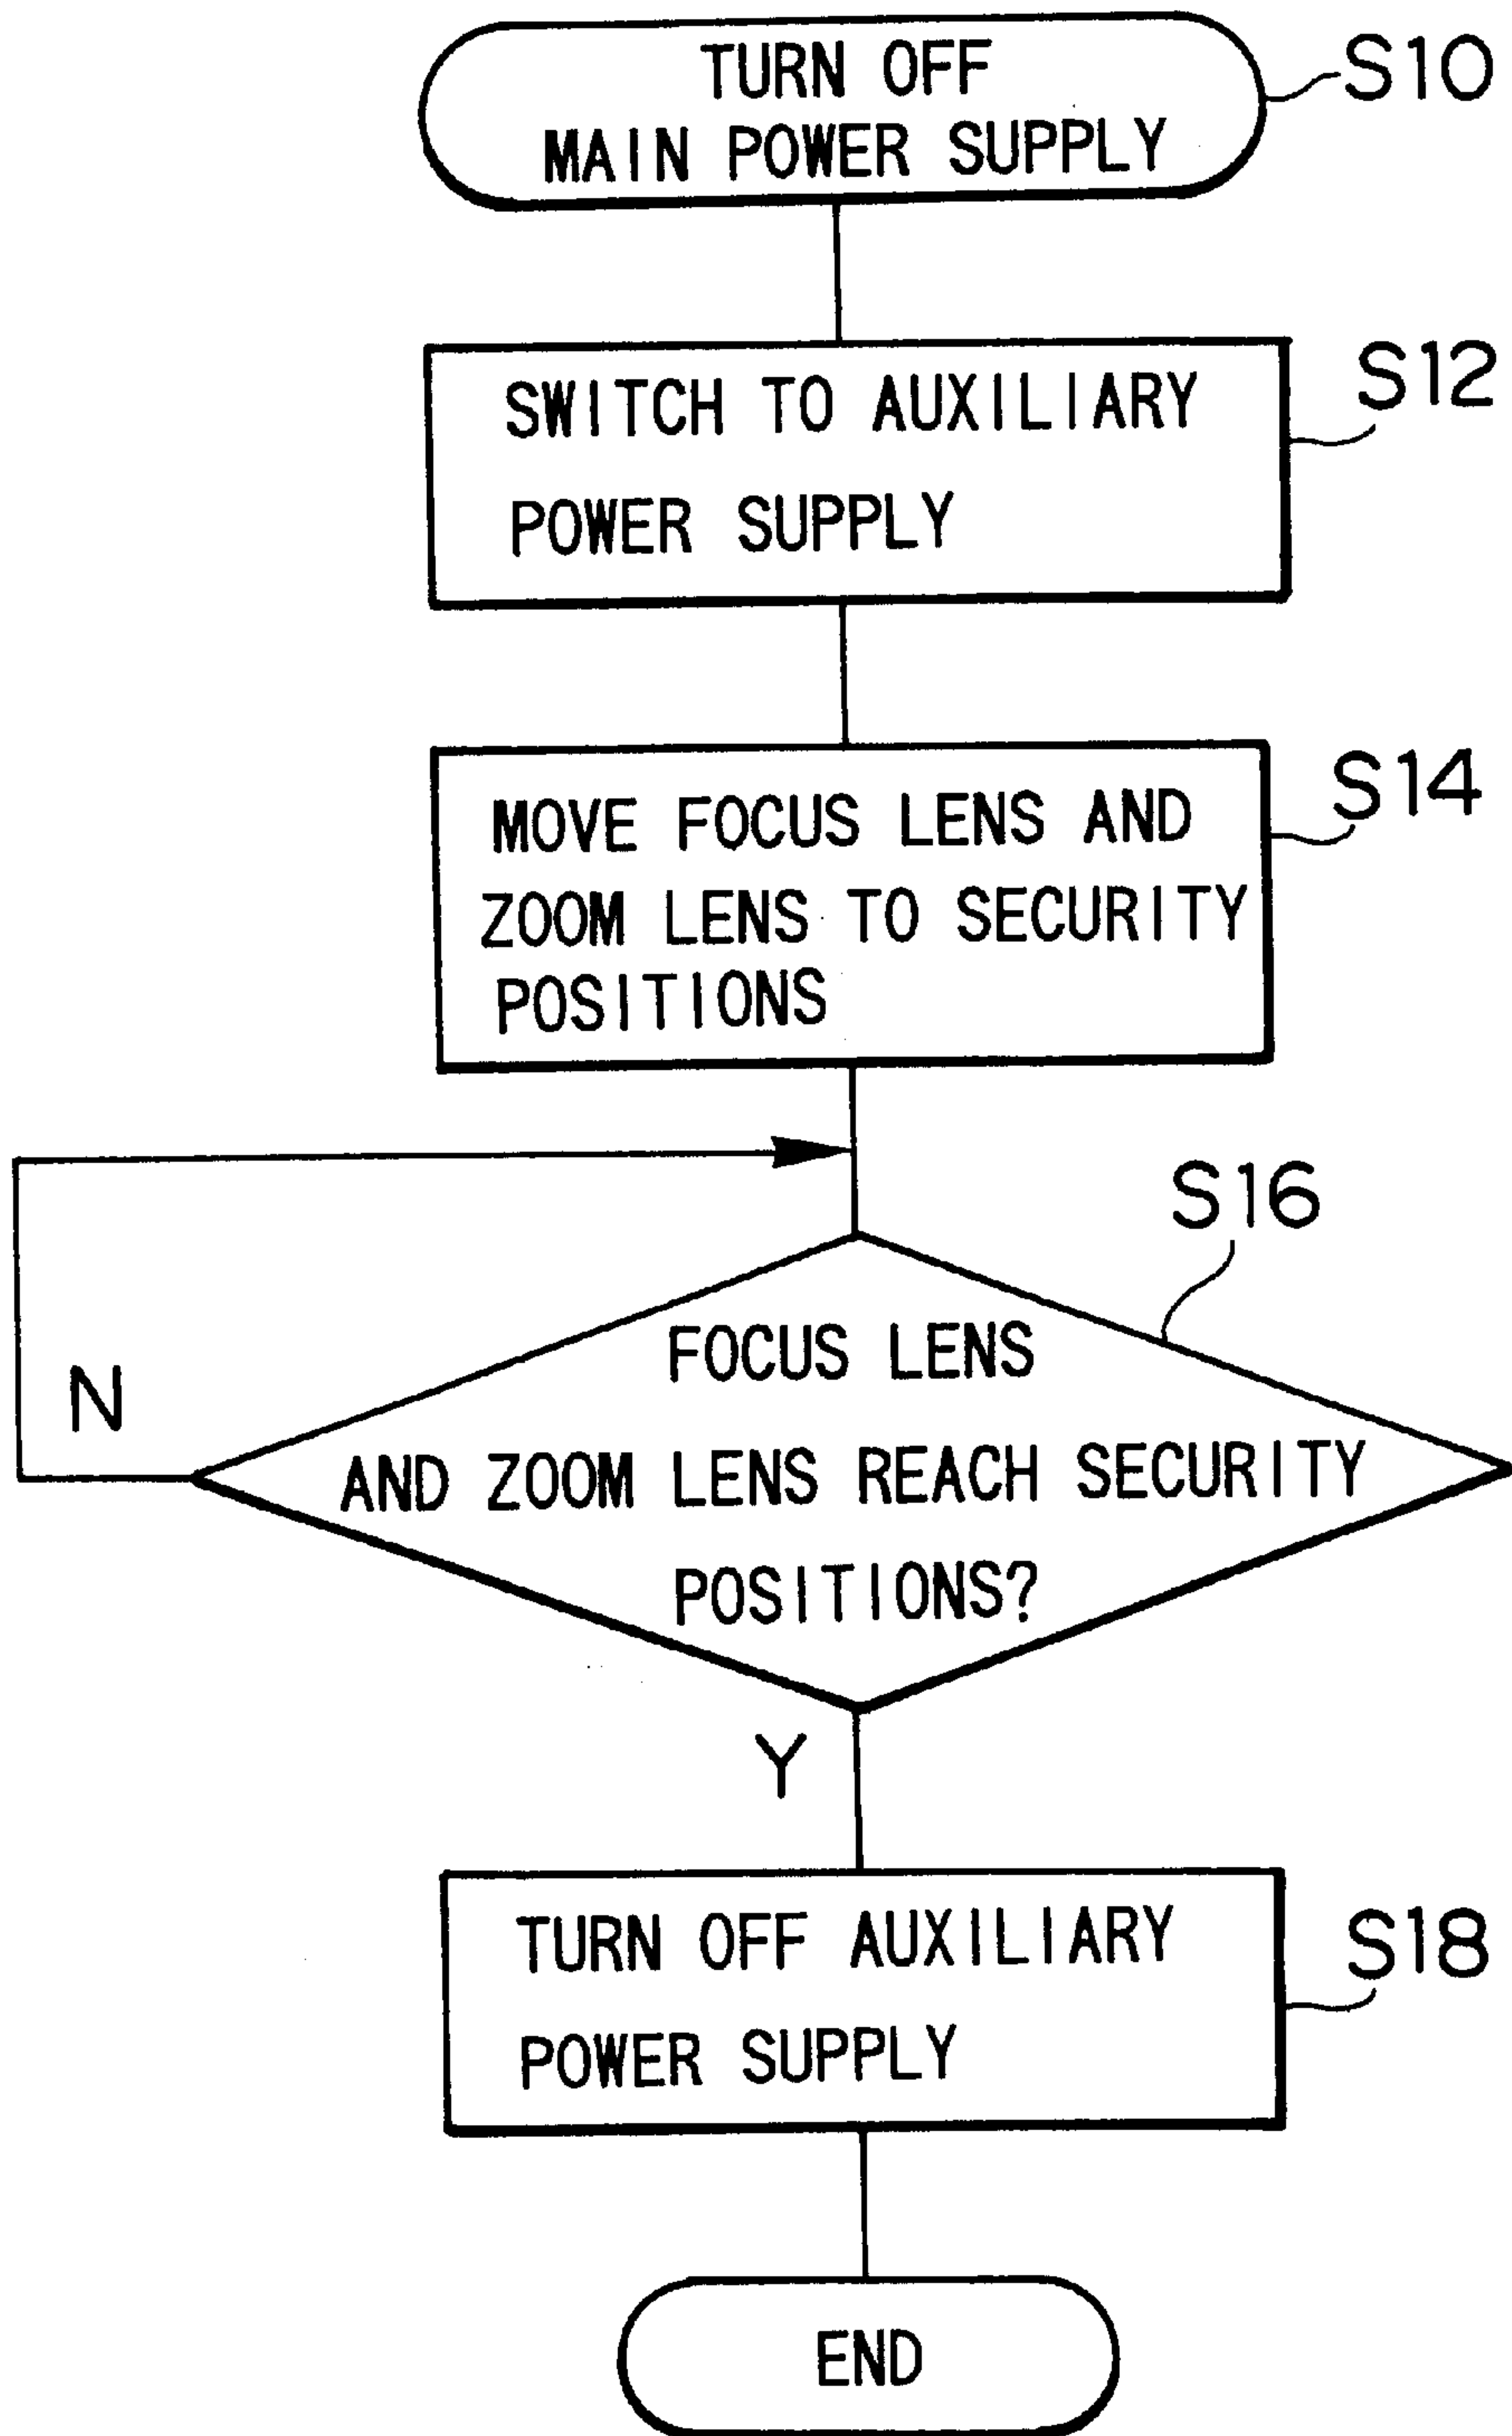 TURN OFF
MAIN POWER SUPPLY
S10
SWITCH TO AUXILIARY
POWER SUPPLY
S12
MOVE FOCUS LENS AND
ZOOM LENS TO SECURITY
POSITIONS
S14
S16
FOCUS LENS
AND ZOOM LENS REACH SECURITY
POSITIONS?
N
Y
TURN OFF AUXILIARY
POWER SUPPLY
S18
END